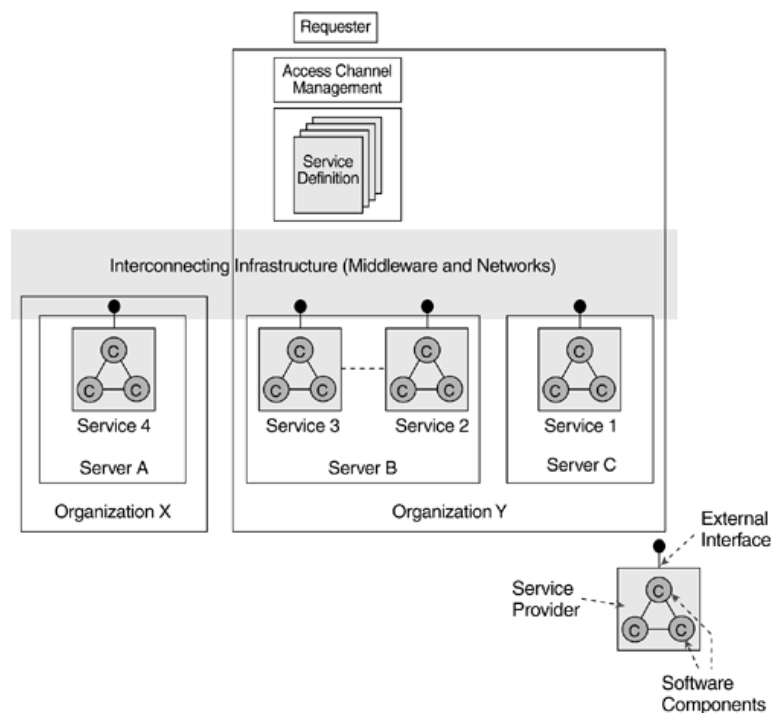 Requester
Access Channel
Management
Service
Definition
Interconnecting Infrastructure (Middleware and Networks)
C
C C
Service 4
Server A
Organization X
C
C C
Service 3
C
C C
Service 2
Server B
C
C C
Service 1
Server C
Organization Y
External
Interface
Service
Provider
C
C C
Software
Components